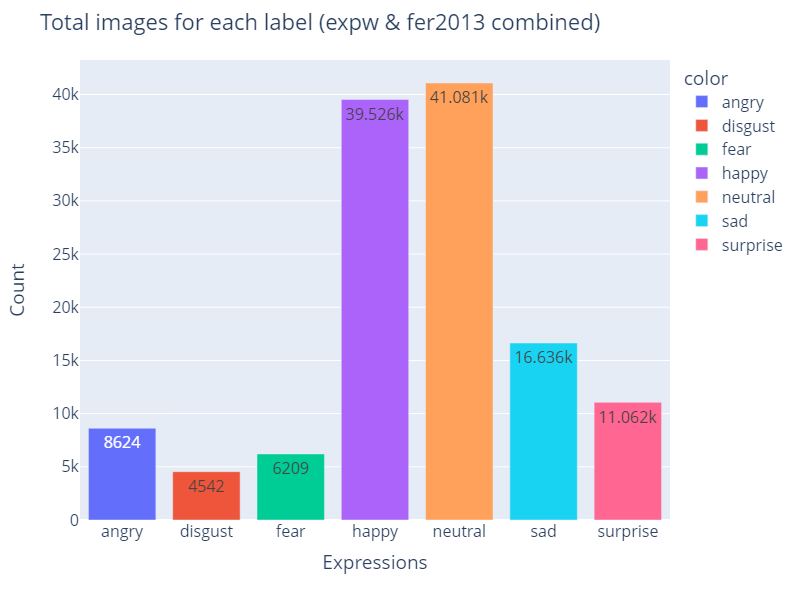 Total images for each label (expw & fer2013 combined)
color
angry
disgust
fear
happy
neutral
sad
surprise
Count
40k
35k
30k
25k
20k
15k
10k
5k
0
8624
4542
6209
39.526k
41.081k
16.636k
11.062k
angry
disgust
fear
happy
neutral
sad
surprise
Expressions